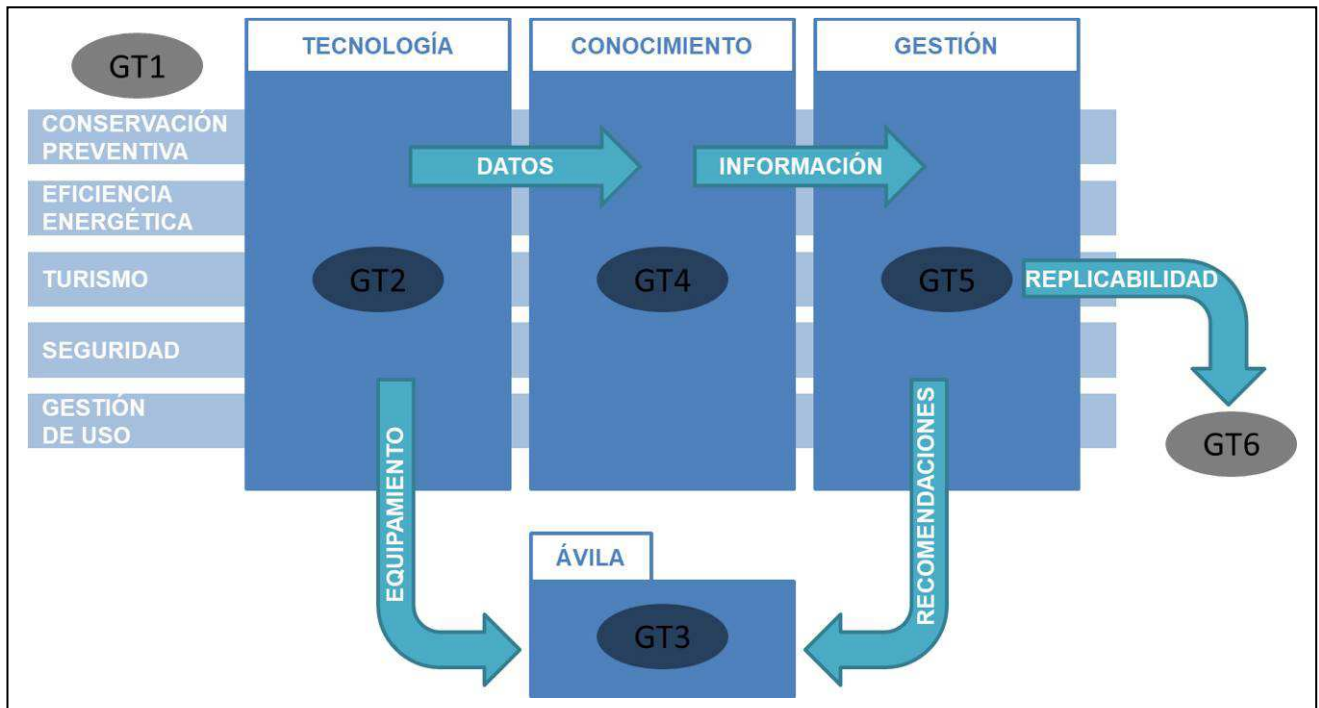 TECNOLOGÍA
CONOCIMIENTO
GESTIÓN
GT1
CONSERVACIÓN
PREVENTIVA
DATOS
INFORMACIÓN
EFICIENCIA
ENERGÉTICA
TURISMO
GT2
GT4
GT5
REPLICABILIDAD
SEGURIDAD
GESTIÓN
DE USO
GT6
EQUIPAMIENTO
RECOMENDACIONES
ÁVILA
GT3